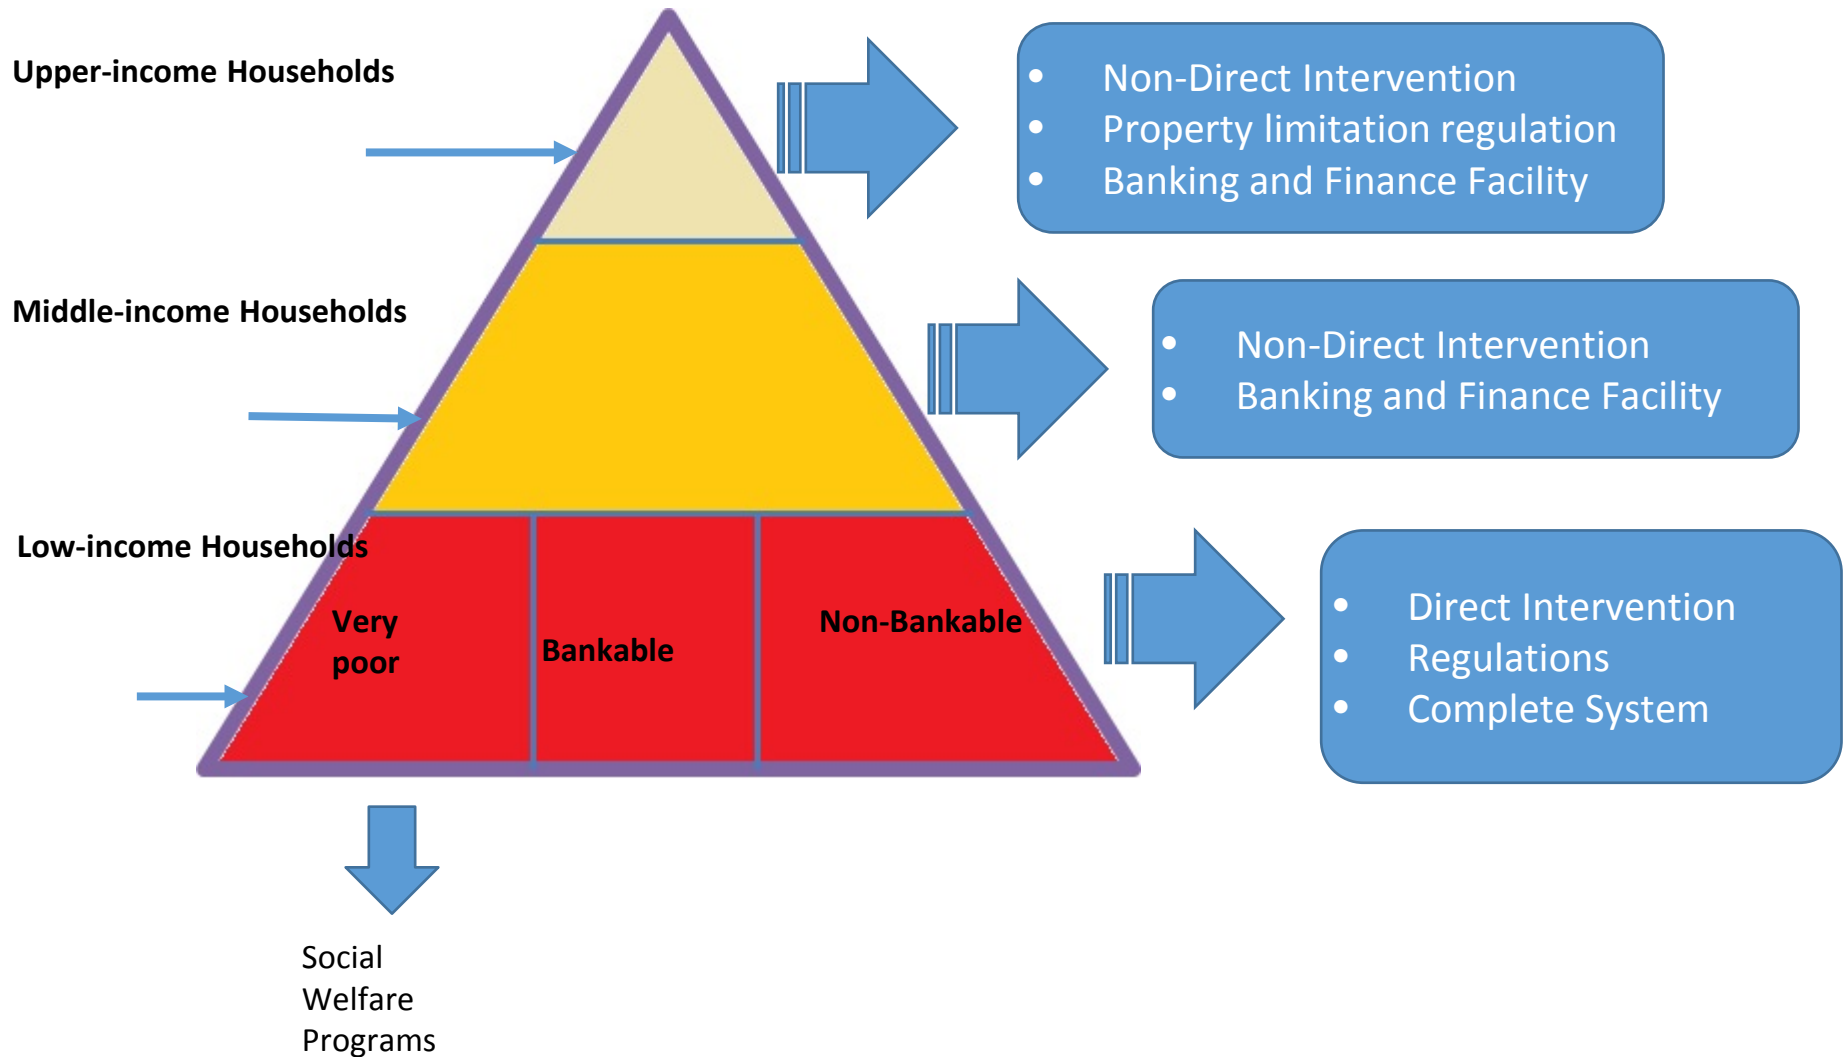 Upper-income Households
• Non-Direct Intervention
• Property limitation regulation
• Banking and Finance Facility
Middle-income Households
• Non-Direct Intervention
• Banking and Finance Facility
Low-income Households
Very
poor
Bankable
Non-Bankable
• Direct Intervention
• Regulations
• Complete System
Social
Welfare
Programs